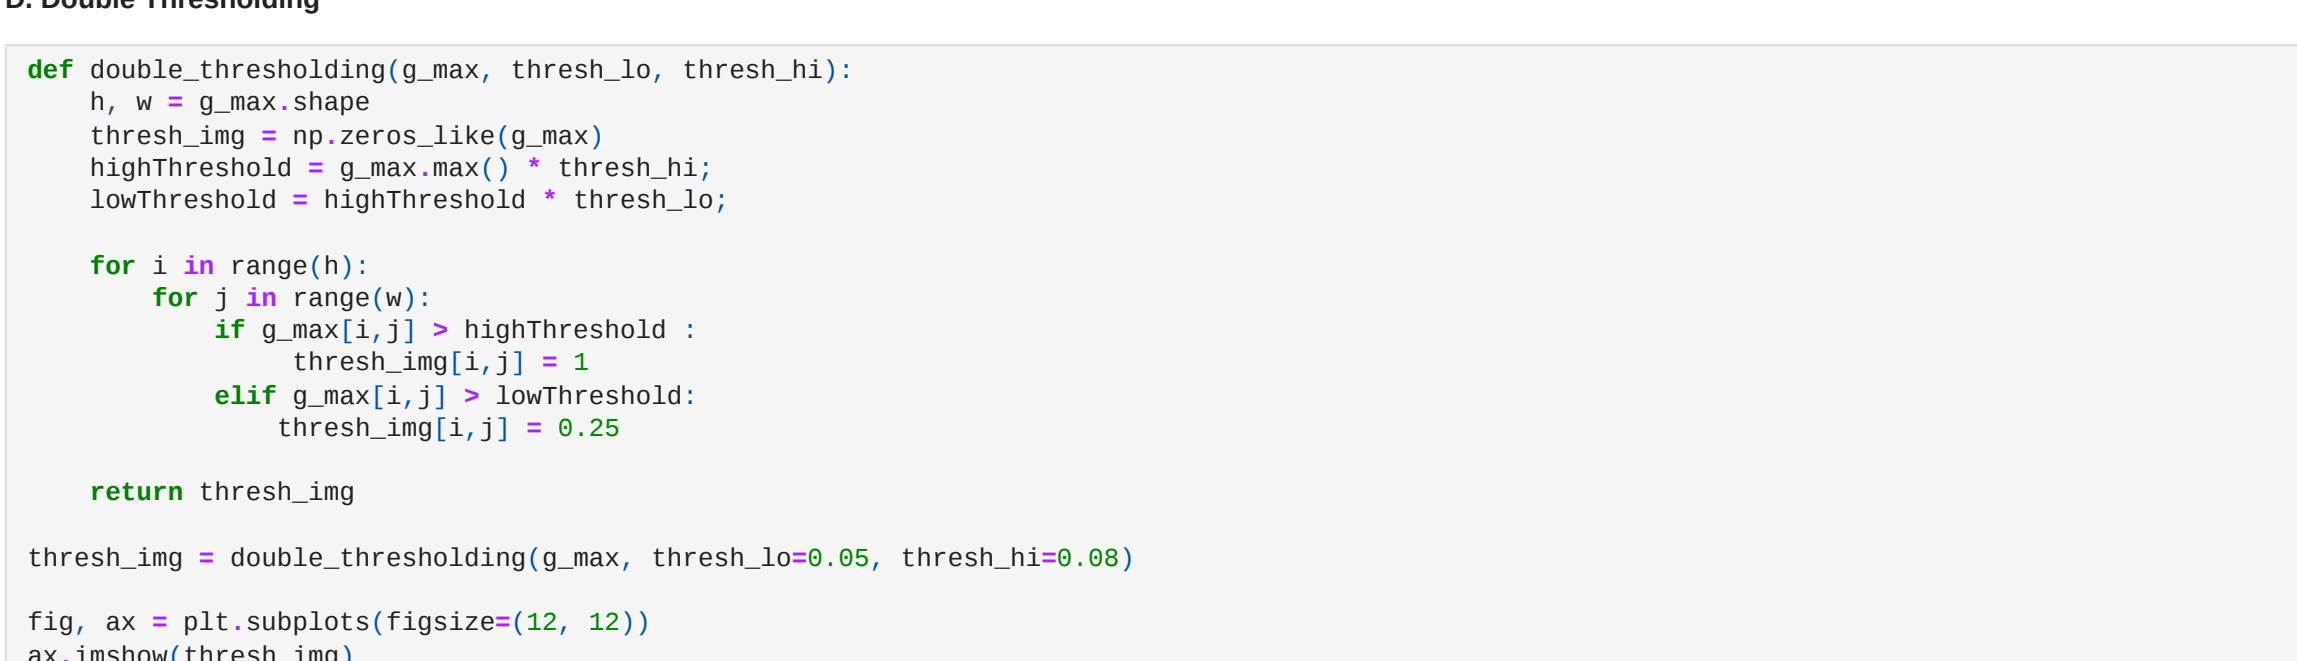 D. Double Thresholding
def double_thresholding(g_max, thresh_lo, thresh_hi):
    h, w = g_max.shape
    thresh_img = np.zeros_like(g_max)
    highThreshold = g_max.max() * thresh_hi;
    lowThreshold = highThreshold * thresh_lo;

    for i in range(h):
        for j in range(w):
            if g_max[i,j] > highThreshold :
                 thresh_img[i,j] = 1
            elif g_max[i,j] > lowThreshold:
                thresh_img[i,j] = 0.25

    return thresh_img

thresh_img = double_thresholding(g_max, thresh_lo=0.05, thresh_hi=0.08)

fig, ax = plt.subplots(figsize=(12, 12))
ax.imshow(thresh_img)